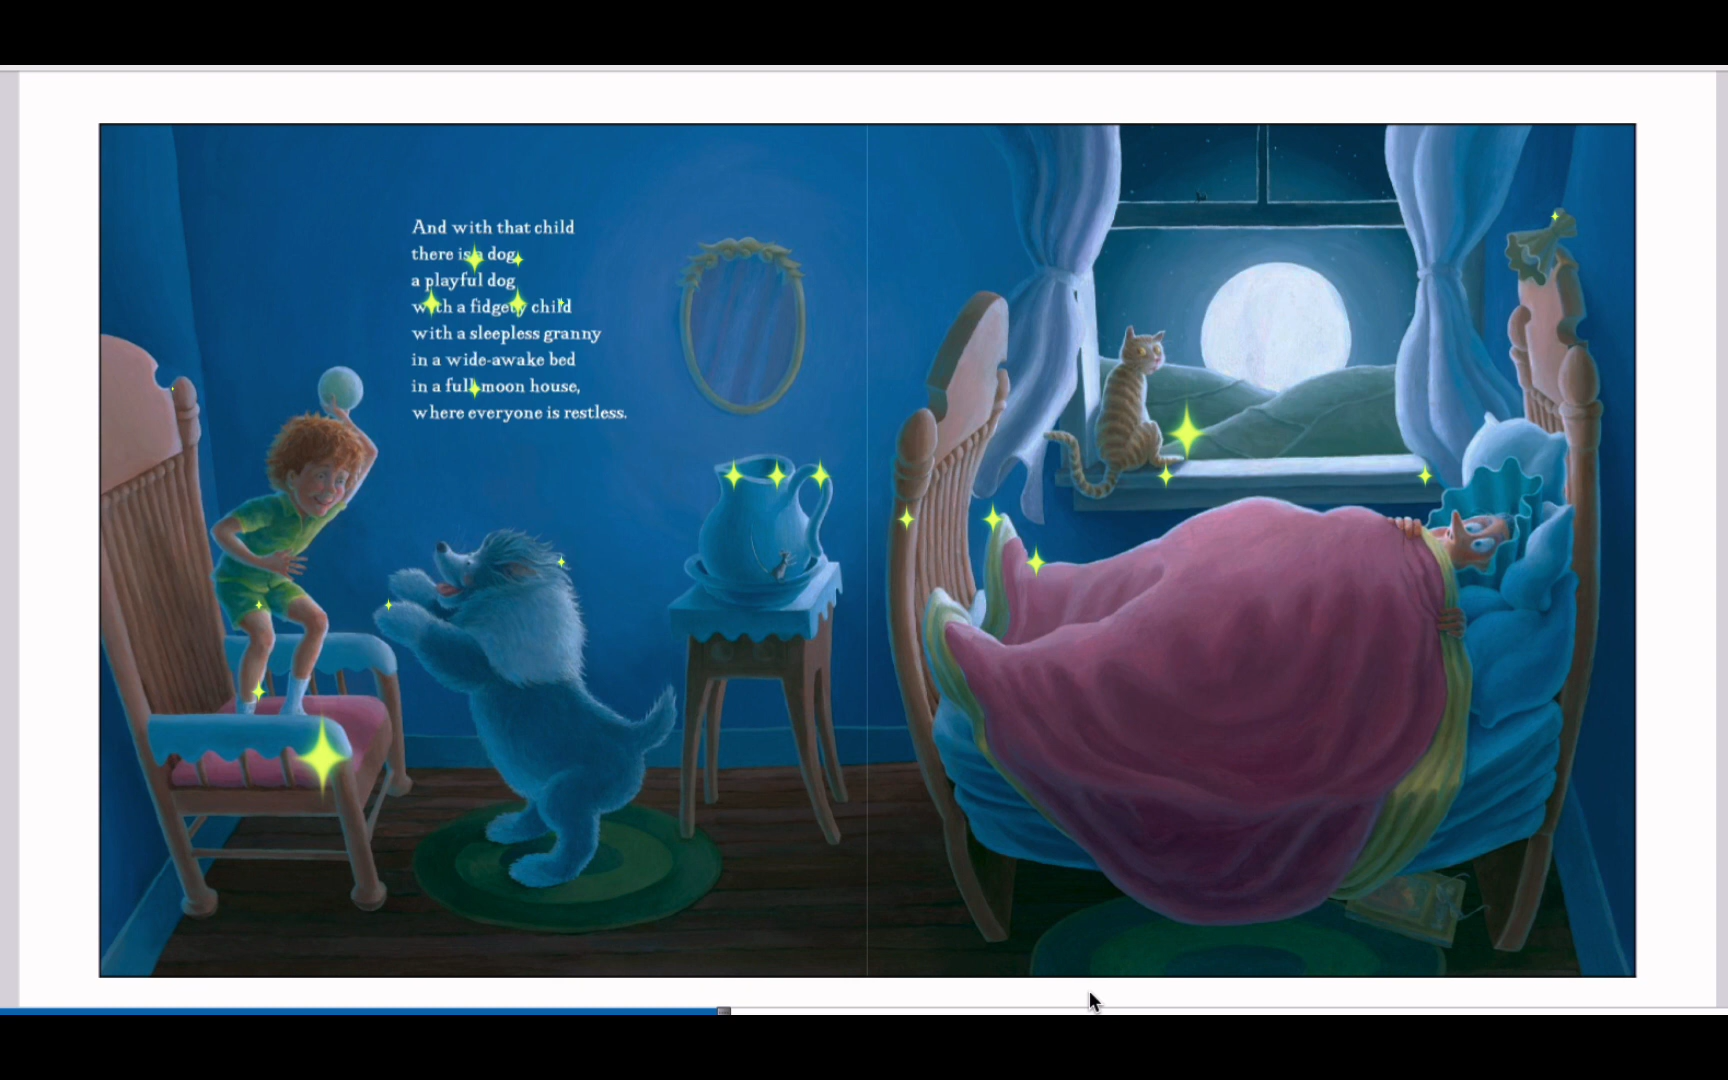 And with that child
there is a dog,
a playful dog
with a fidgety child
with a sleepless granny
in a wide-awake bed
in a full-moon house,
where everyone is restless.